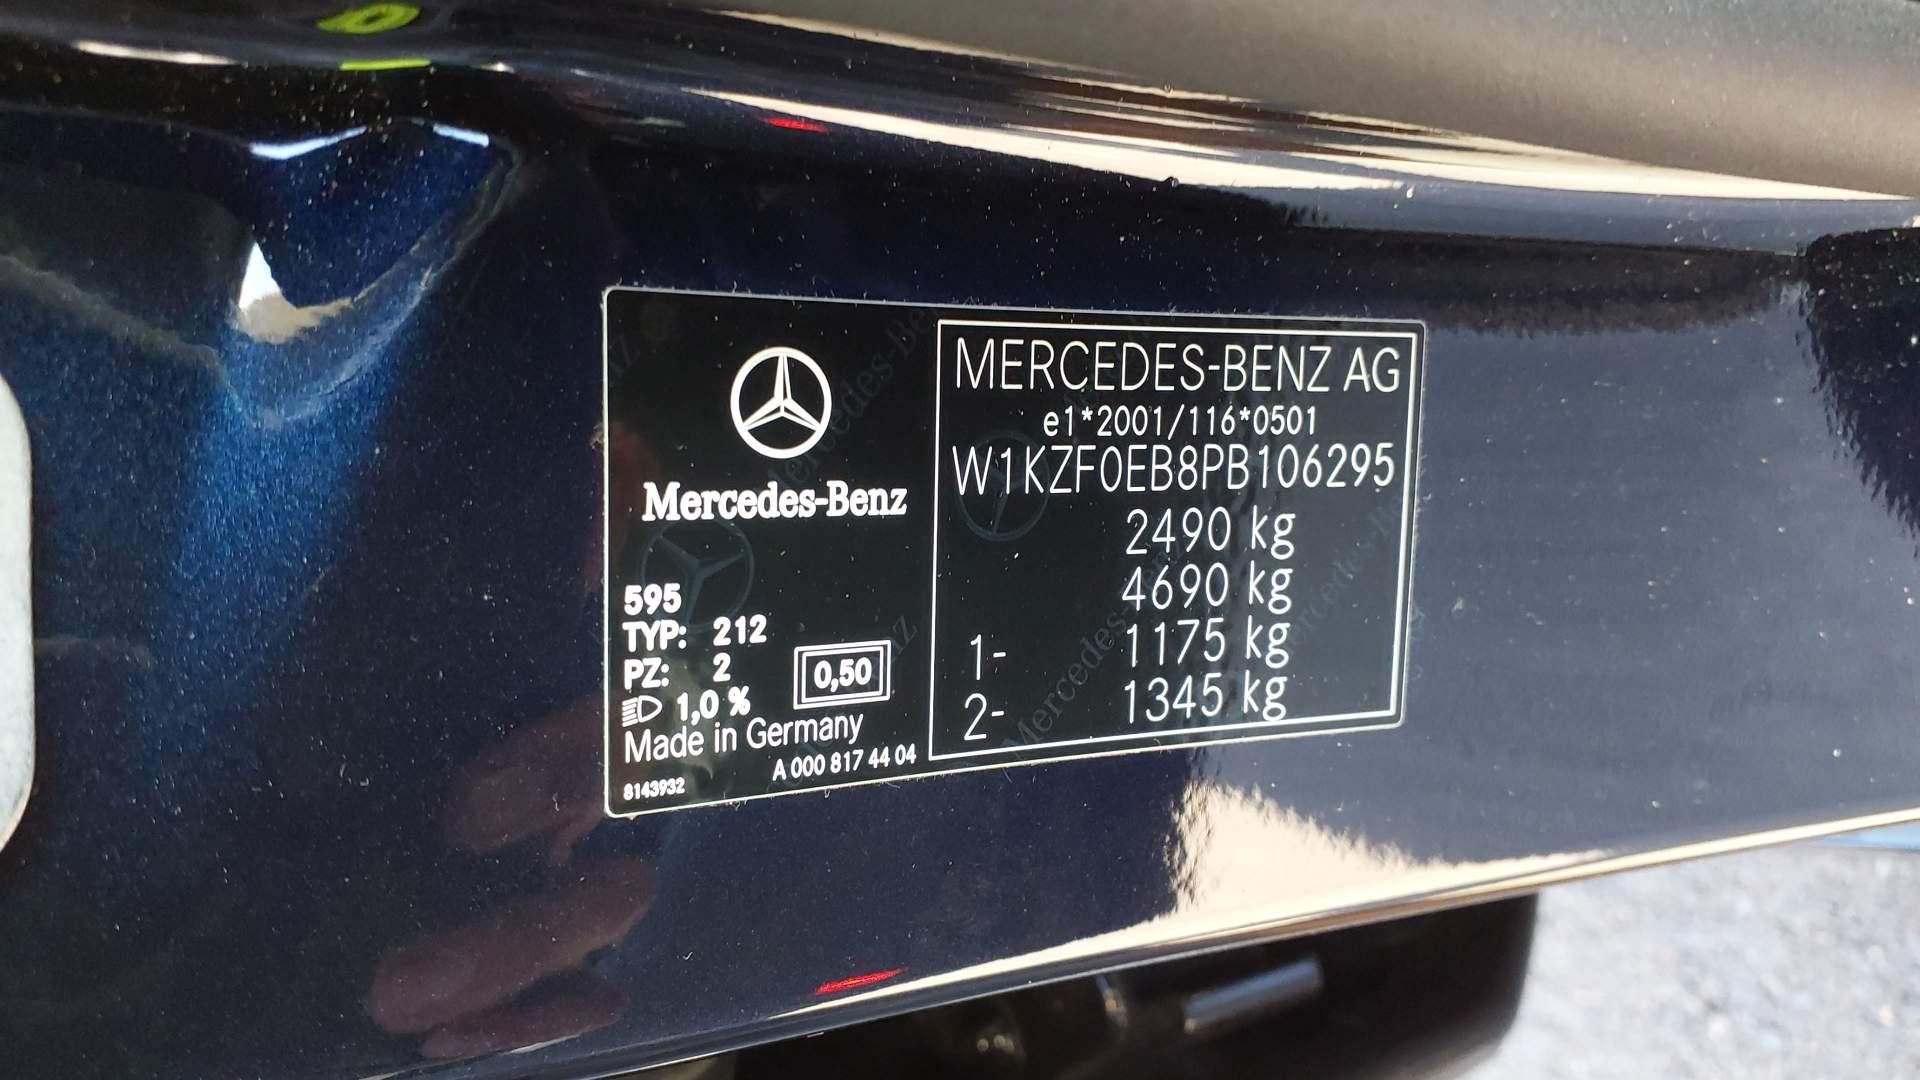 Mercedes-Benz
595
TYP: 212
PZ: 2
1,0 %
0,50
Made in Germany
8143932
A 000 817 44 04
MERCEDES-BENZ AG
e1*2001/116*0501
W1KZF0EB8PB106295
2490 kg
4690 kg
1- 1175 kg
2- 1345 kg